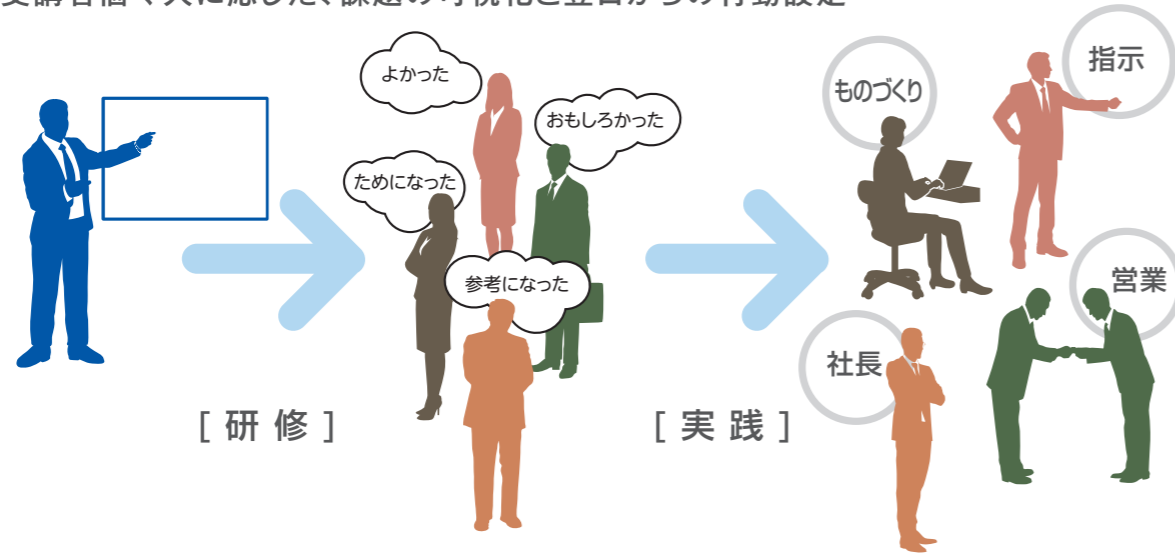 よかった
おもしろかった
ためになった
参考になった
[研修]
[実践]
ものづくり
指示
営業
社長